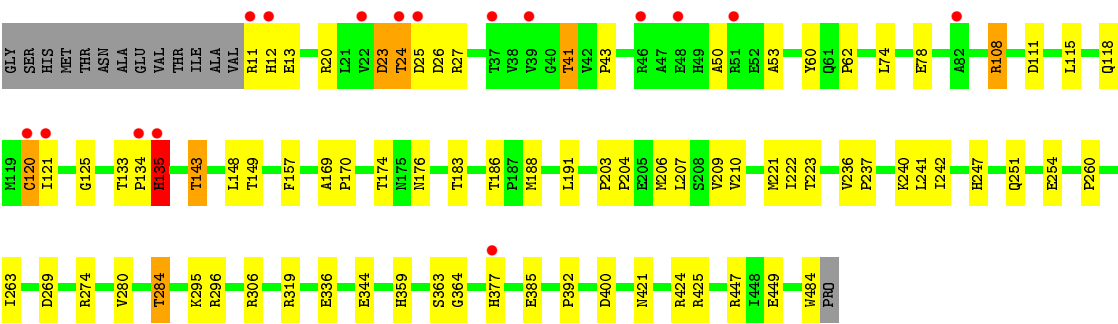 GLY SER HIS MET THR ASN ALA GLU VAL THR ILE ALA VAL R11 H12 E13 R20 L21 V22 D23 T24 D25 D26 R27 T37 V38 V39 G40 T41 V42 P43 R46 A47 E48 H49 A50 R51 E52 A53 Y60 Q61 P62 L74 E78 A82 R108 D111 L115 Q118
M119 C120 I121 G125 T133 P134 H135 T143 L148 T149 F157 A169 P170 T174 N175 N176 T183 T186 P187 M188 L191 P203 P204 E205 M206 L207 S208 V209 V210 M221 I222 T223 V236 P237 K240 L241 I242 H247 Q251 E254 P260
I263 D269 R274 V280 T284 K295 R296 R306 R319 E336 E344 H359 S363 G364 H377 E385 P392 D400 N421 R424 R425 R447 I448 E449 W484 PRO